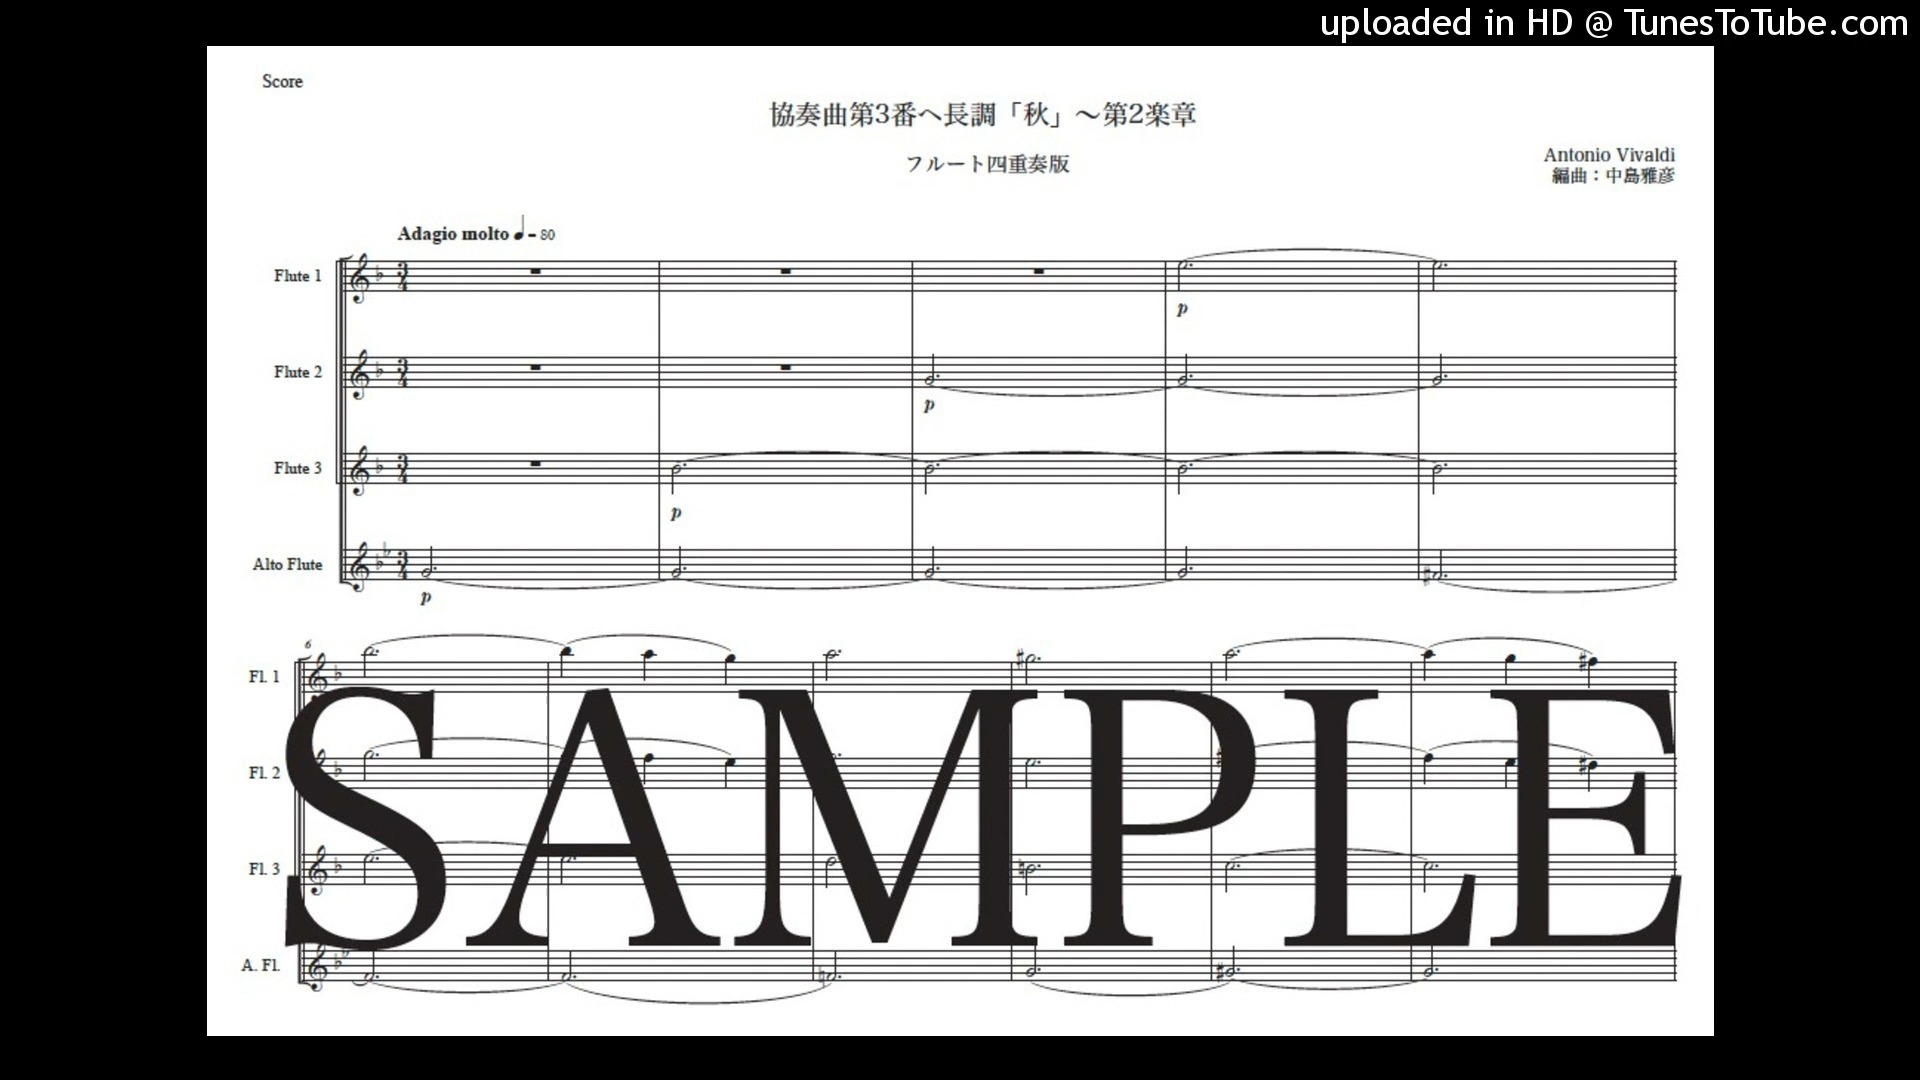 uploaded in HD @ TunesToTube.com
Score
協奏曲第3番ヘ長調「秋」～第2楽章
フルート四重奏版
Antonio Vivaldi
編曲：中島雅彦
Adagio molto ♩ = 80
Flute 1
p
Flute 2
p
Flute 3
p
Alto Flute
p
6
Fl. 1
Fl. 2
Fl. 3
A. Fl.
SAMPLE